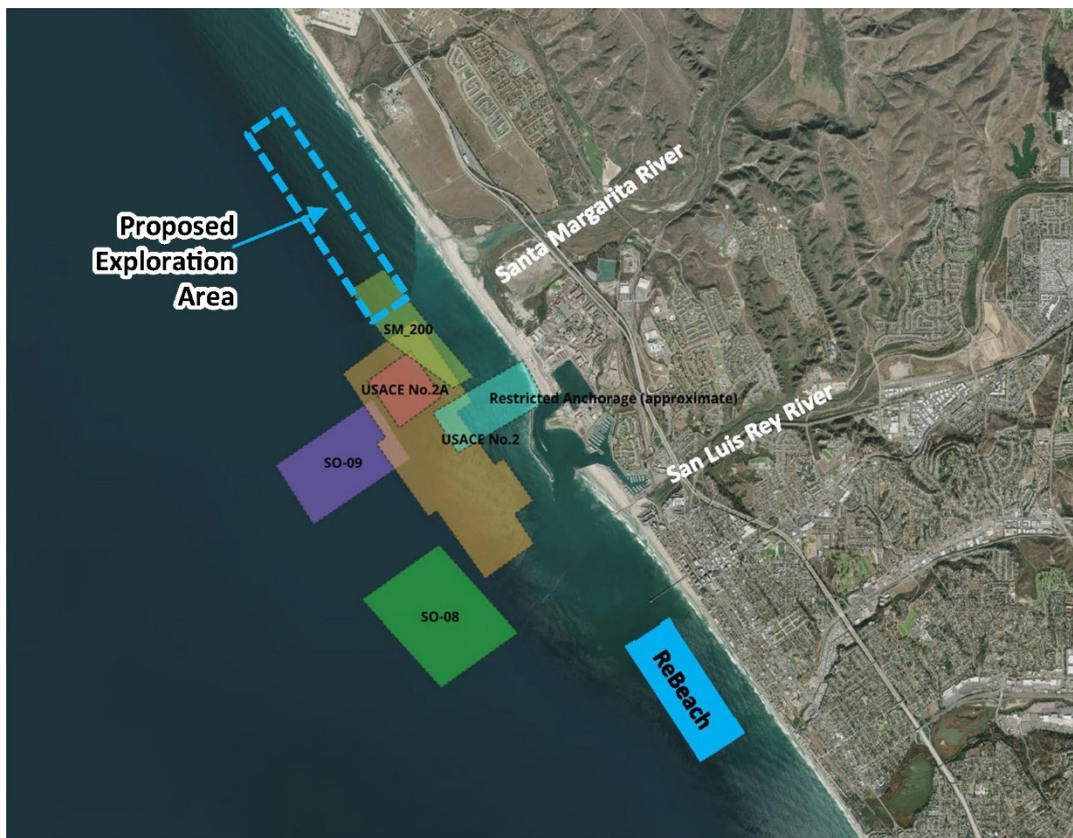 Santa Margarita River
Proposed
Exploration
Area
SM_200
USACE No.2A
Restricted Anchorage (approximate)
USACE No.2
San Luis Rey River
SO-09
SO-08
ReBeach